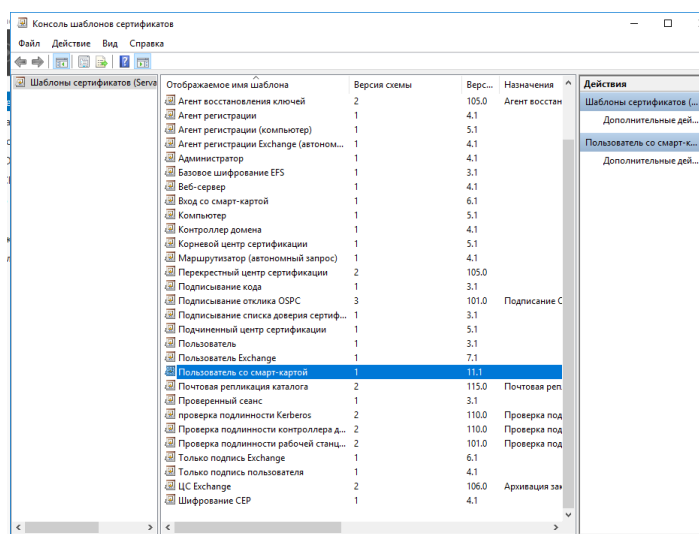 Консоль шаблонов сертификатов
Файл Действие Вид Справка
Шаблоны сертификатов (Serva
Отображаемое имя шаблона Версия схемы Верс... Назначения
Агент восстановления ключей 2 105.0 Агент восстан
Агент регистрации 1 4.1
Агент регистрации (компьютер) 1 5.1
Агент регистрации Exchange (автоном... 1 4.1
Администратор 1 4.1
Базовое шифрование EFS 1 3.1
Веб-сервер 1 4.1
Вход со смарт-картой 1 6.1
Компьютер 1 5.1
Контроллер домена 1 4.1
Корневой центр сертификации 1 5.1
Маршрутизатор (автономный запрос) 1 4.1
Перекрестный центр сертификации 2 105.0
Подписывание кода 1 3.1
Подписывание отклика OSPC 3 101.0 Подписание О
Подписывание списка доверия сертиф... 1 3.1
Подчиненный центр сертификации 1 5.1
Пользователь 1 3.1
Пользователь Exchange 1 7.1
Пользователь со смарт-картой 1 11.1
Почтовая репликация каталога 2 115.0 Почтовая реп
Проверенный сеанс 1 3.1
проверка подлинности Kerberos 2 110.0 Проверка под
Проверка подлинности контроллера д... 2 110.0 Проверка под
Проверка подлинности рабочей станц... 2 101.0 Проверка под
Только подпись Exchange 1 6.1
Только подпись пользователя 1 4.1
ЦС Exchange 2 106.0 Архивация зак
Шифрование CEP 1 4.1
Действия
Шаблоны сертификатов (...
Дополнительные дей...
Пользователь со смарт-к...
Дополнительные дей...